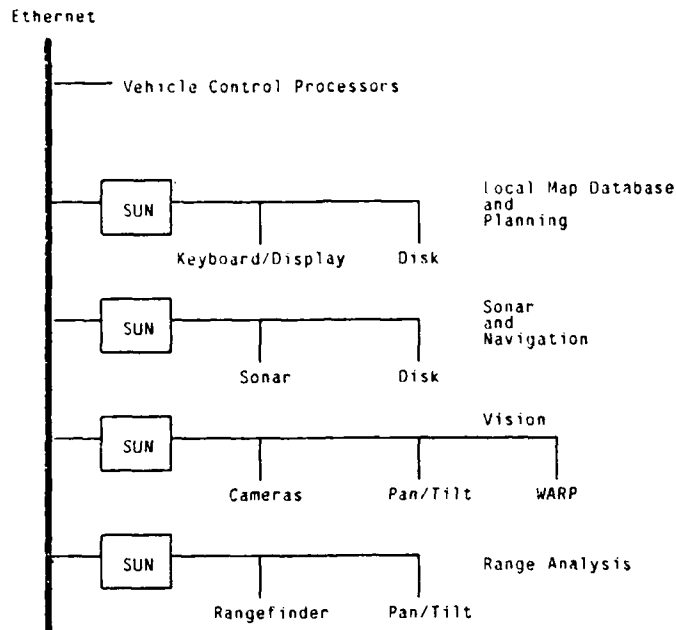 Ethernet
Vehicle Control Processors
SUN
Local Map Database
and
Planning
Keyboard/Display
Disk
SUN
Sonar
and
Navigation
Sonar
Disk
SUN
Vision
Cameras
Pan/Tilt
WARP
SUN
Range Analysis
Rangefinder
Pan/Tilt